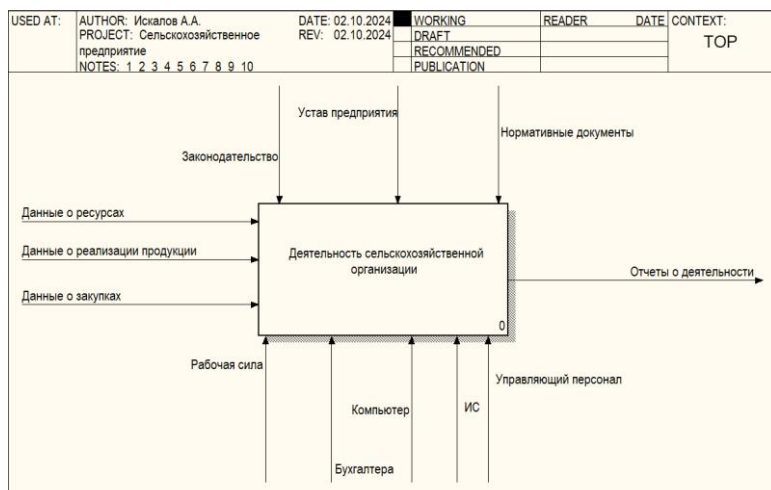 USED AT:
AUTHOR: Искалов А.А.
DATE: 02.10.2024
PROJECT: Сельскохозяйственное
REV: 02.10.2024
предприятие
NOTES: 1 2 3 4 5 6 7 8 9 10
WORKING
DRAFT
RECOMMENDED
PUBLICATION
READER
DATE
CONTEXT:
TOP
Устав предприятия
Нормативные документы
Законодательство
Данные о ресурсах
Данные о реализации продукции
Данные о закупках
Деятельность сельскохозяйственной
организации
0
Отчеты о деятельности
Рабочая сила
Управляющий персонал
Компьютер
ИС
Бухгалтера